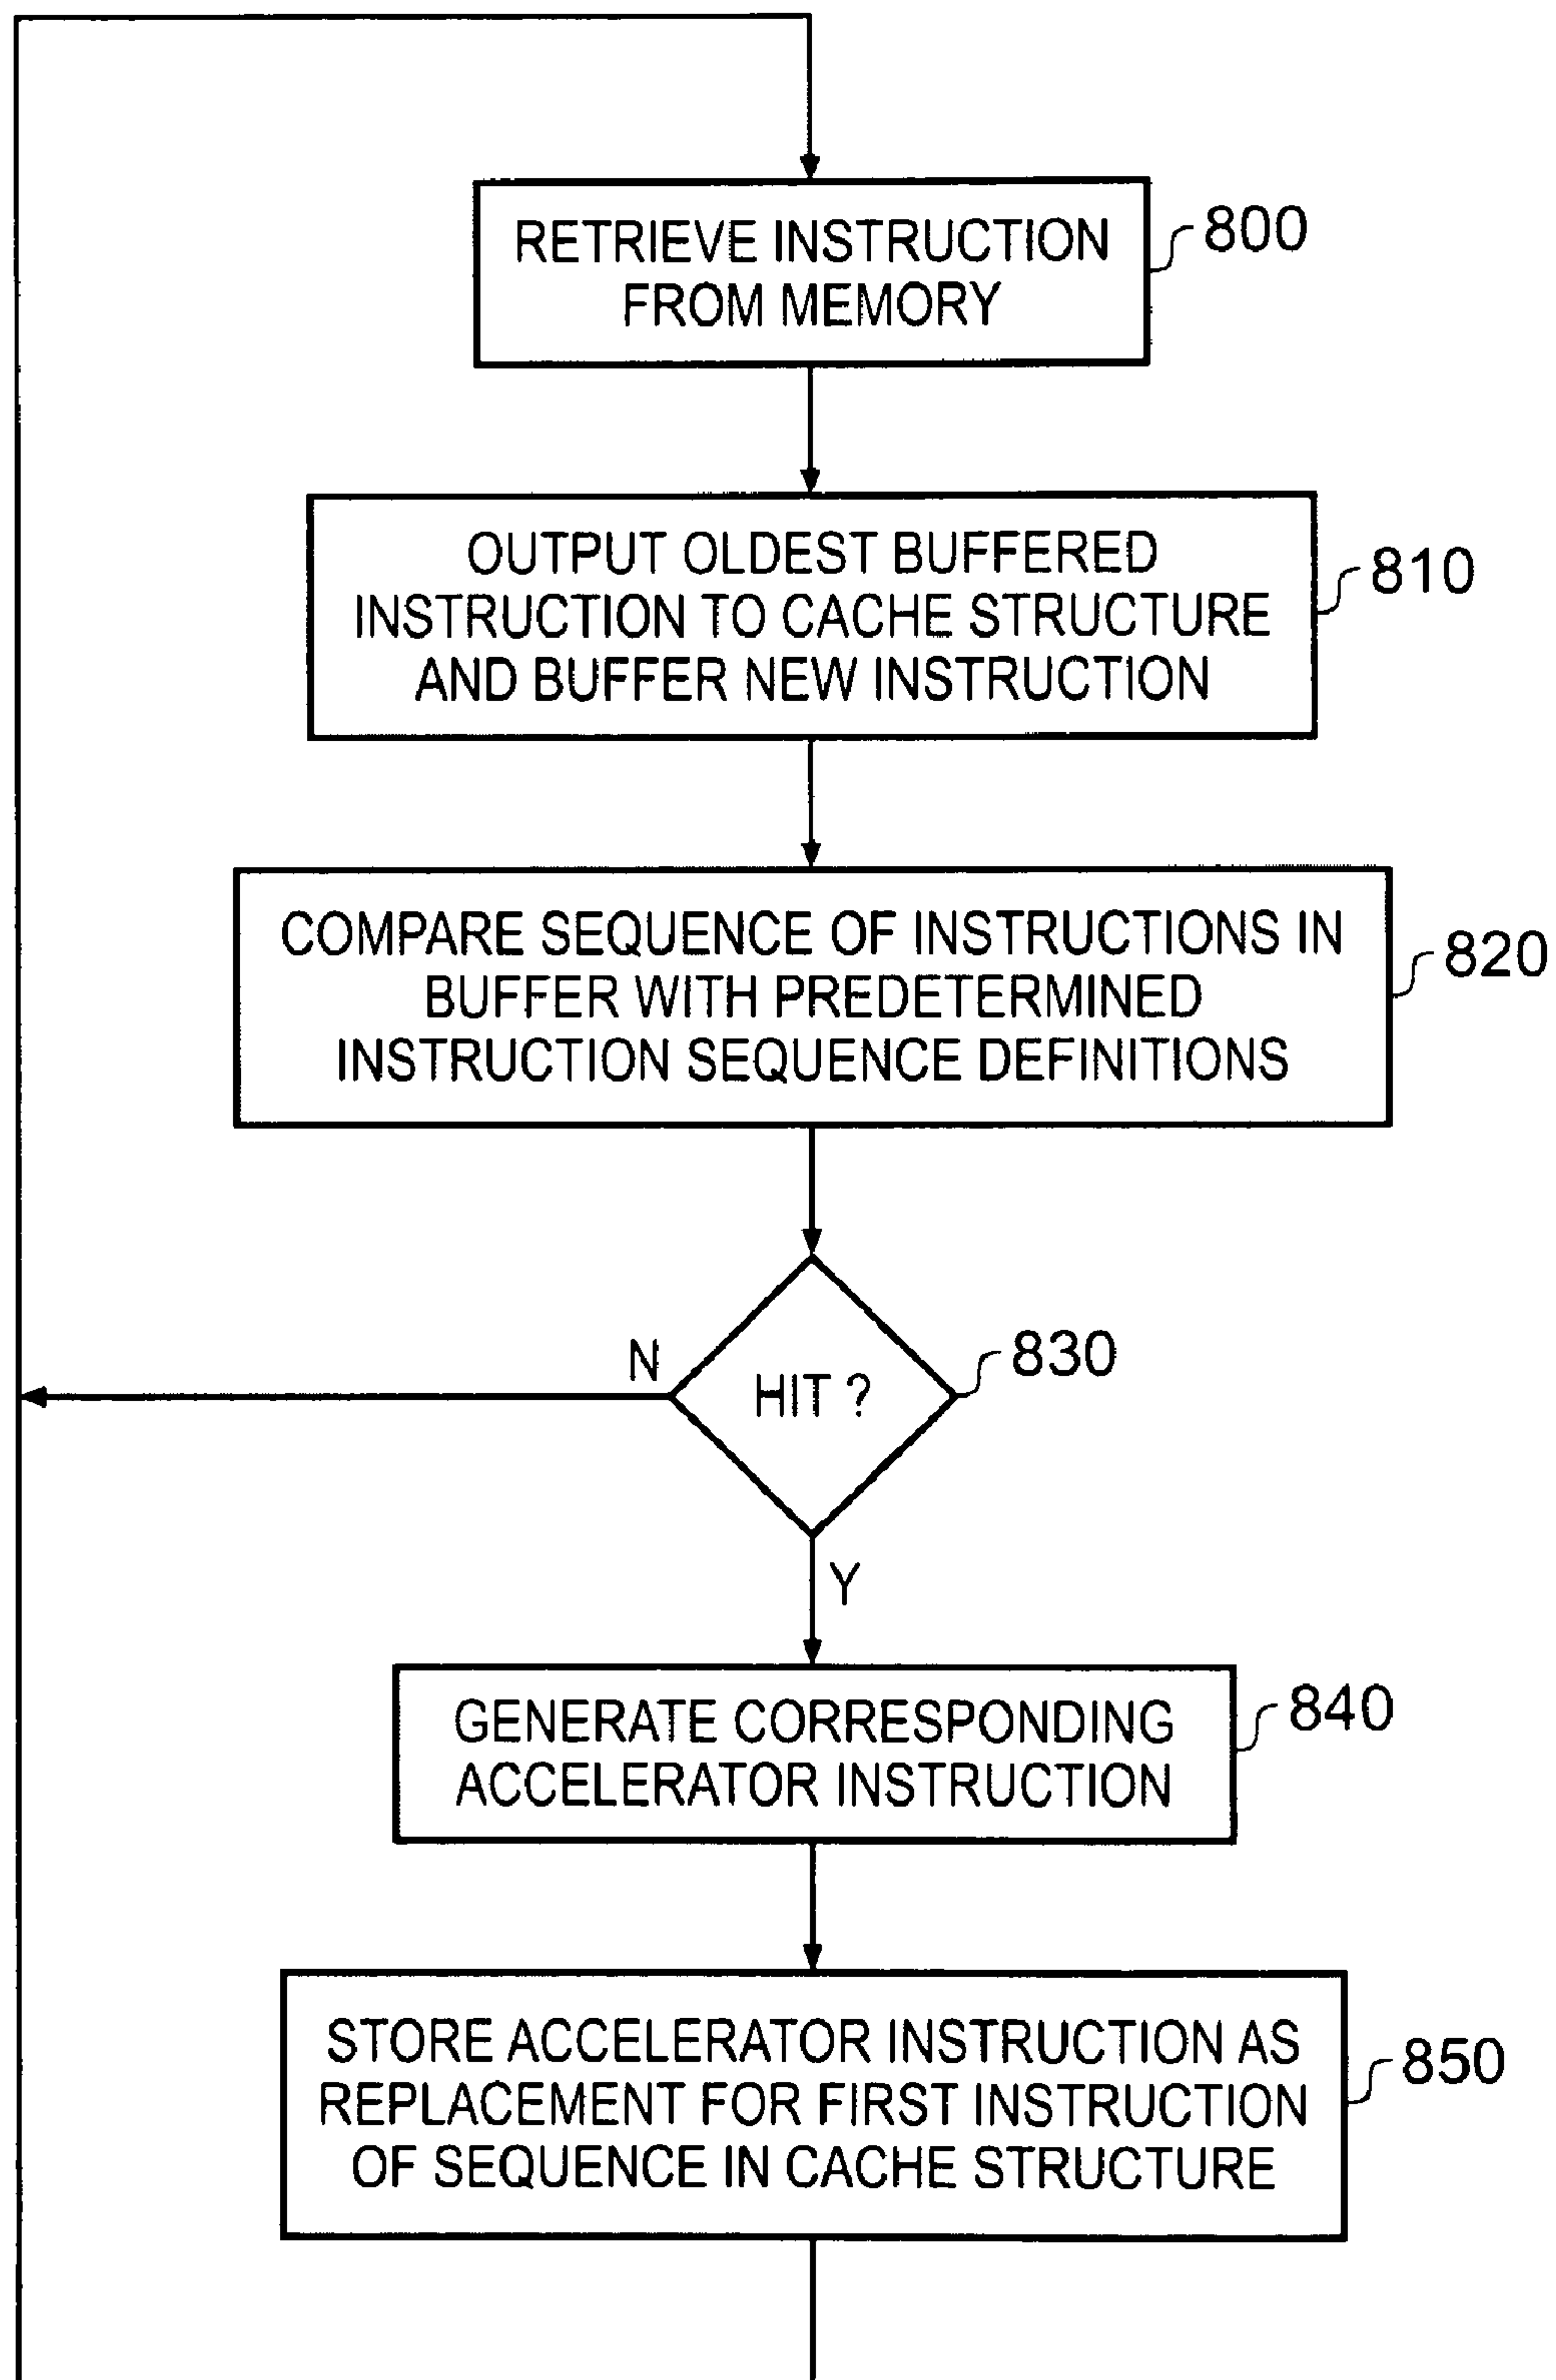 RETRIEVE INSTRUCTION
FROM MEMORY
800
OUTPUT OLDEST BUFFERED
INSTRUCTION TO CACHE STRUCTURE
AND BUFFER NEW INSTRUCTION
810
COMPARE SEQUENCE OF INSTRUCTIONS IN
BUFFER WITH PREDETERMINED
INSTRUCTION SEQUENCE DEFINITIONS
820
N
HIT ?
830
Y
GENERATE CORRESPONDING
ACCELERATOR INSTRUCTION
840
STORE ACCELERATOR INSTRUCTION AS
REPLACEMENT FOR FIRST INSTRUCTION
OF SEQUENCE IN CACHE STRUCTURE
850